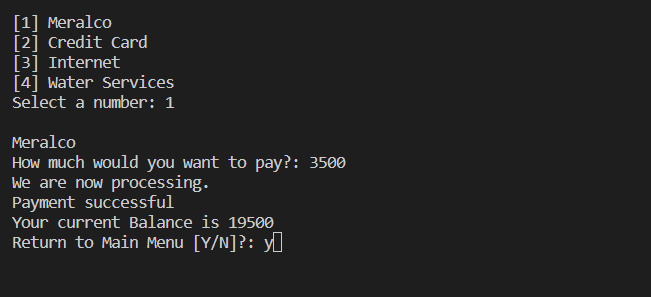 [1] Meralco
[2] Credit Card
[3] Internet
[4] Water Services
Select a number: 1

Meralco
How much would you want to pay?: 3500
We are now processing.
Payment successful
Your current Balance is 19500
Return to Main Menu [Y/N]?: y